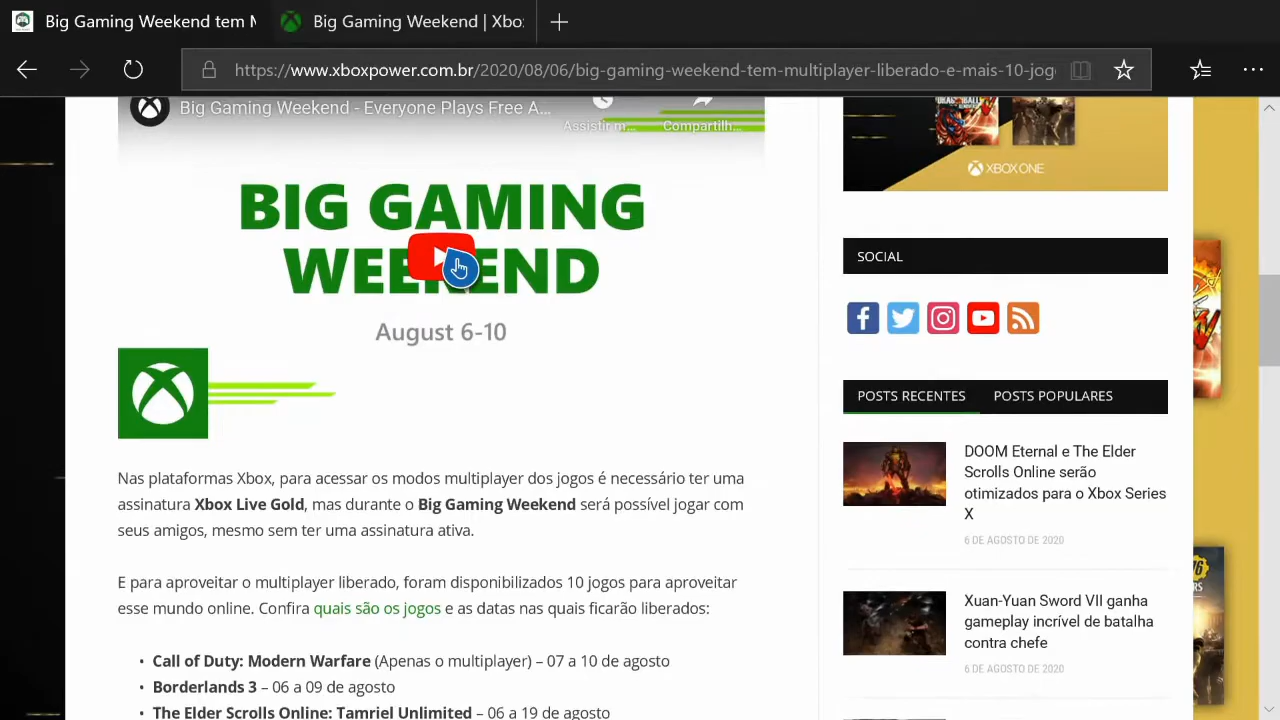 Big Gaming Weekend tem M
Big Gaming Weekend | Xbo
https://www.xboxpower.com.br/2020/08/06/big-gaming-weekend-tem-multiplayer-liberado-e-mais-10-jog
Big Gaming Weekend - Everyone Plays Free A...
Assistir m...
Compartilh...
BIG GAMING
WEEKEND
August 6-10
Nas plataformas Xbox, para acessar os modos multiplayer dos jogos é necessário ter uma
assinatura Xbox Live Gold, mas durante o Big Gaming Weekend será possível jogar com
seus amigos, mesmo sem ter uma assinatura ativa.
E para aproveitar o multiplayer liberado, foram disponibilizados 10 jogos para aproveitar
esse mundo online. Confira quais são os jogos e as datas nas quais ficarão liberados:
• Call of Duty: Modern Warfare (Apenas o multiplayer) – 07 a 10 de agosto
• Borderlands 3 – 06 a 09 de agosto
• The Elder Scrolls Online: Tamriel Unlimited – 06 a 19 de agosto
XBOX ONE
SOCIAL
POSTS RECENTES
POSTS POPULARES
DOOM Eternal e The Elder
Scrolls Online serão
otimizados para o Xbox Series
X
6 DE AGOSTO DE 2020
Xuan-Yuan Sword VII ganha
gameplay incrível de batalha
contra chefe
6 DE AGOSTO DE 2020